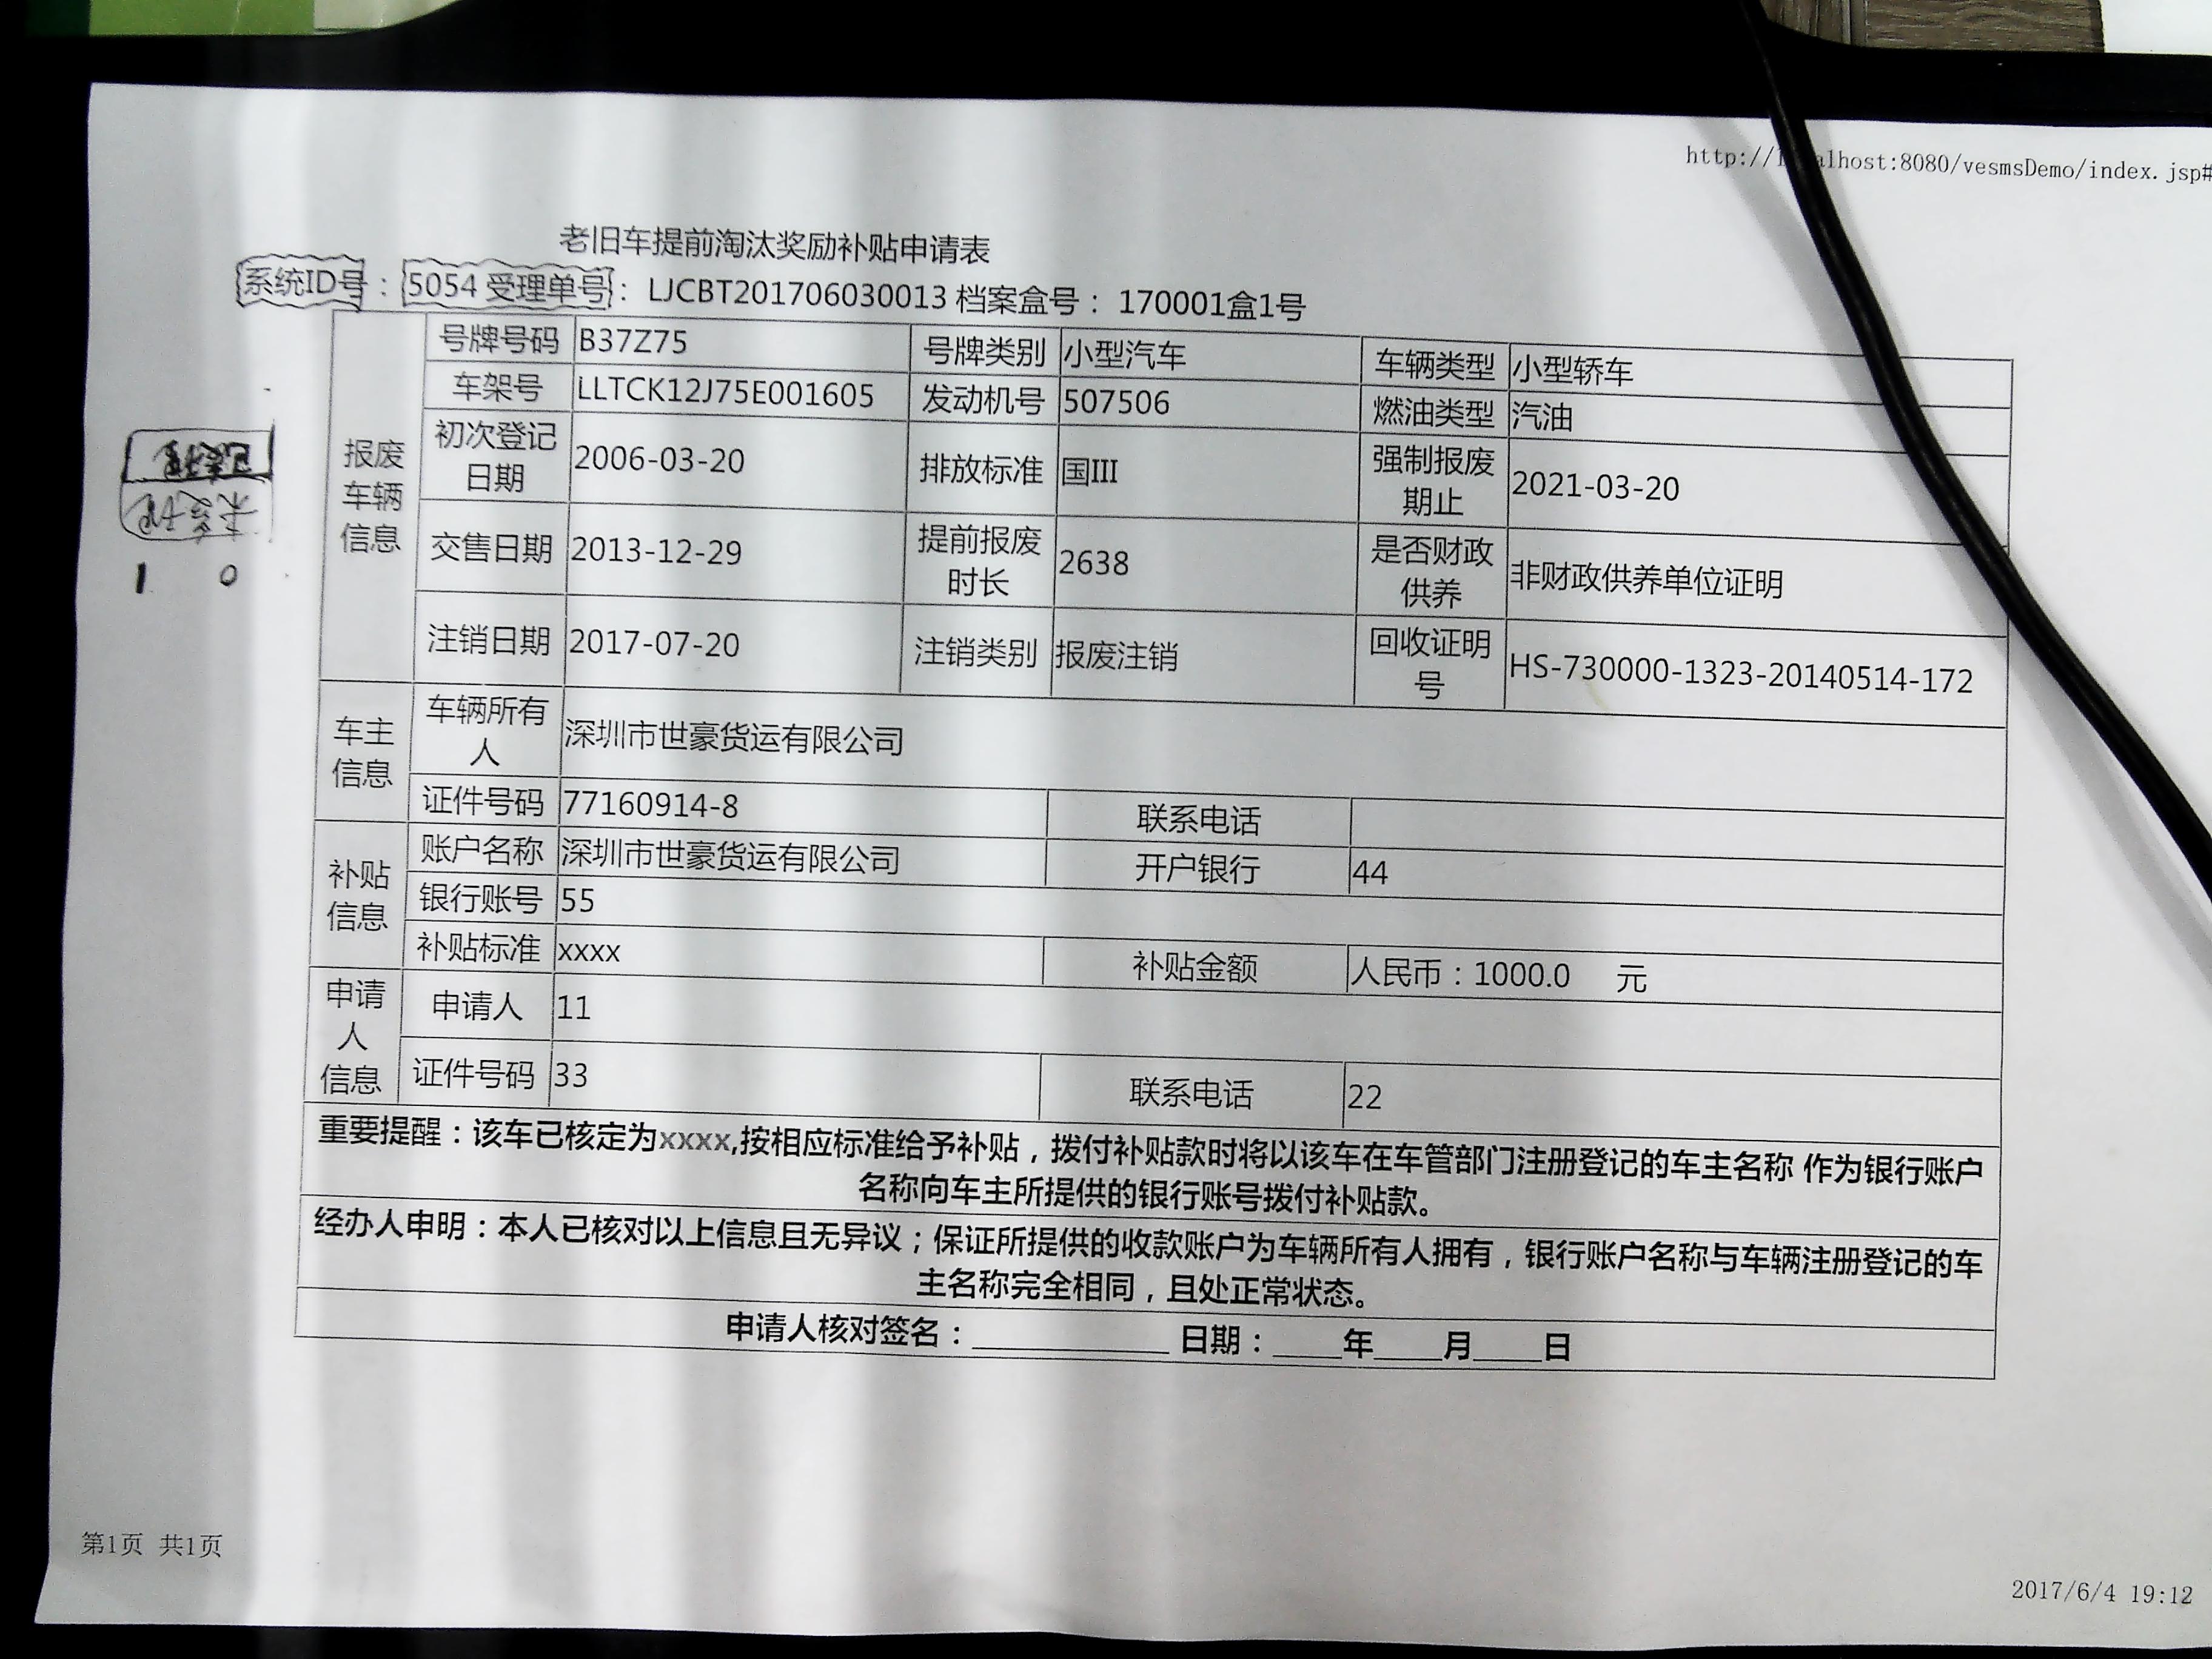 老旧车提前淘汰奖励补贴申请表
系统ID号：5054 受理单号：LJCBT201706030013 档案盒号：170001盒1号
报废车辆信息
号牌号码 B37Z75 号牌类别 小型汽车 车辆类型 小型轿车
车架号 LLTCK12J75E001605 发动机号 507506 燃油类型 汽油
初次登记日期 2006-03-20 排放标准 国III 强制报废期止 2021-03-20
交售日期 2013-12-29 提前报废时长 2638 是否财政供养 非财政供养单位证明
注销日期 2017-07-20 注销类别 报废注销 回收证明号 HS-730000-1323-20140514-172
车主信息
车辆所有人 深圳市世豪货运有限公司
证件号码 77160914-8 联系电话
补贴信息
账户名称 深圳市世豪货运有限公司 开户银行 44
银行账号 55
补贴标准 xxxx 补贴金额 人民币：1000.0 元
申请人信息
申请人 11
证件号码 33 联系电话 22
重要提醒：该车已核定为xxxx,按相应标准给予补贴，拨付补贴款时将以该车在车管部门注册登记的车主名称 作为银行账户
名称向车主所提供的银行账号拨付补贴款。
经办人申明：本人已核对以上信息且无异议；保证所提供的收款账户为车辆所有人拥有，银行账户名称与车辆注册登记的车
主名称完全相同，且处正常状态。
申请人核对签名：____________ 日期：____年____月____日
1 0
第1页 共1页
2017/6/4 19:12